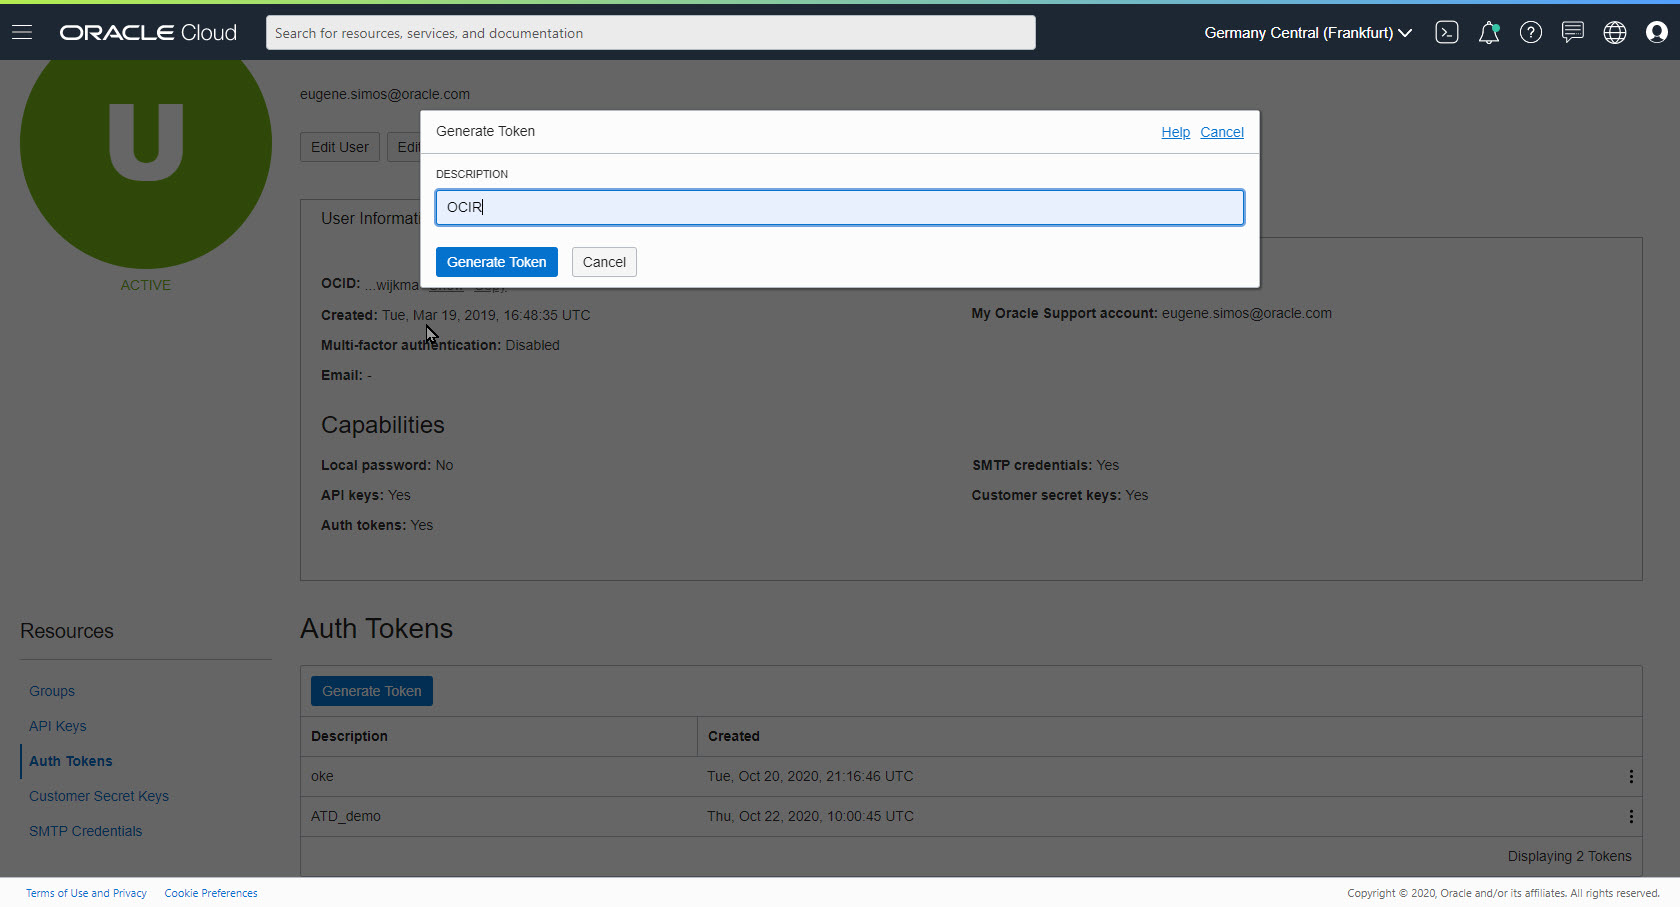 ORACLE Cloud
Search for resources, services, and documentation
Germany Central (Frankfurt)
U
ACTIVE
eugene.simos@oracle.com
Edit User
Edi
Generate Token
Help Cancel
DESCRIPTION
OCIR
Generate Token
Cancel
User Informati
OCID: ...wijkma
Created: Tue, Mar 19, 2019, 16:48:35 UTC
My Oracle Support account: eugene.simos@oracle.com
Multi-factor authentication: Disabled
Email: -
Capabilities
Local password: No
SMTP credentials: Yes
API keys: Yes
Customer secret keys: Yes
Auth tokens: Yes
Resources
Groups
API Keys
Auth Tokens
Customer Secret Keys
SMTP Credentials
Auth Tokens
Generate Token
Description Created
oke Tue, Oct 20, 2020, 21:16:46 UTC
ATD_demo Thu, Oct 22, 2020, 10:00:45 UTC
Displaying 2 Tokens
Terms of Use and Privacy Cookie Preferences
Copyright © 2020, Oracle and/or its affiliates. All rights reserved.